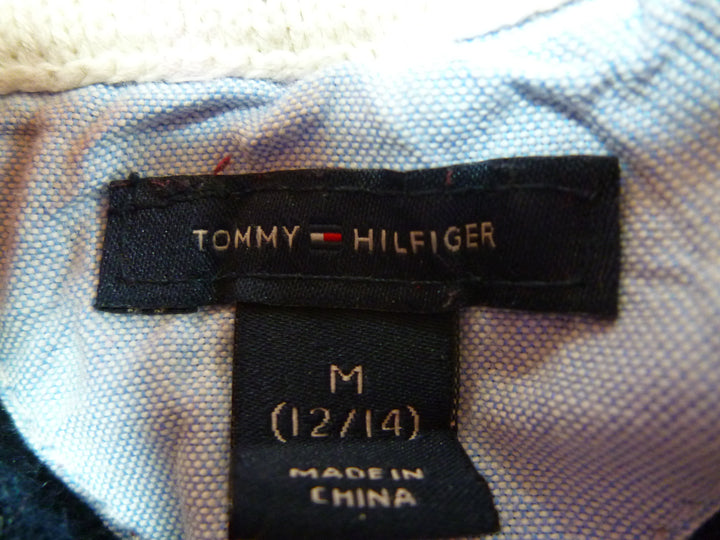 TOMMY HILFIGER
M
(12/14)
MADE IN
CHINA